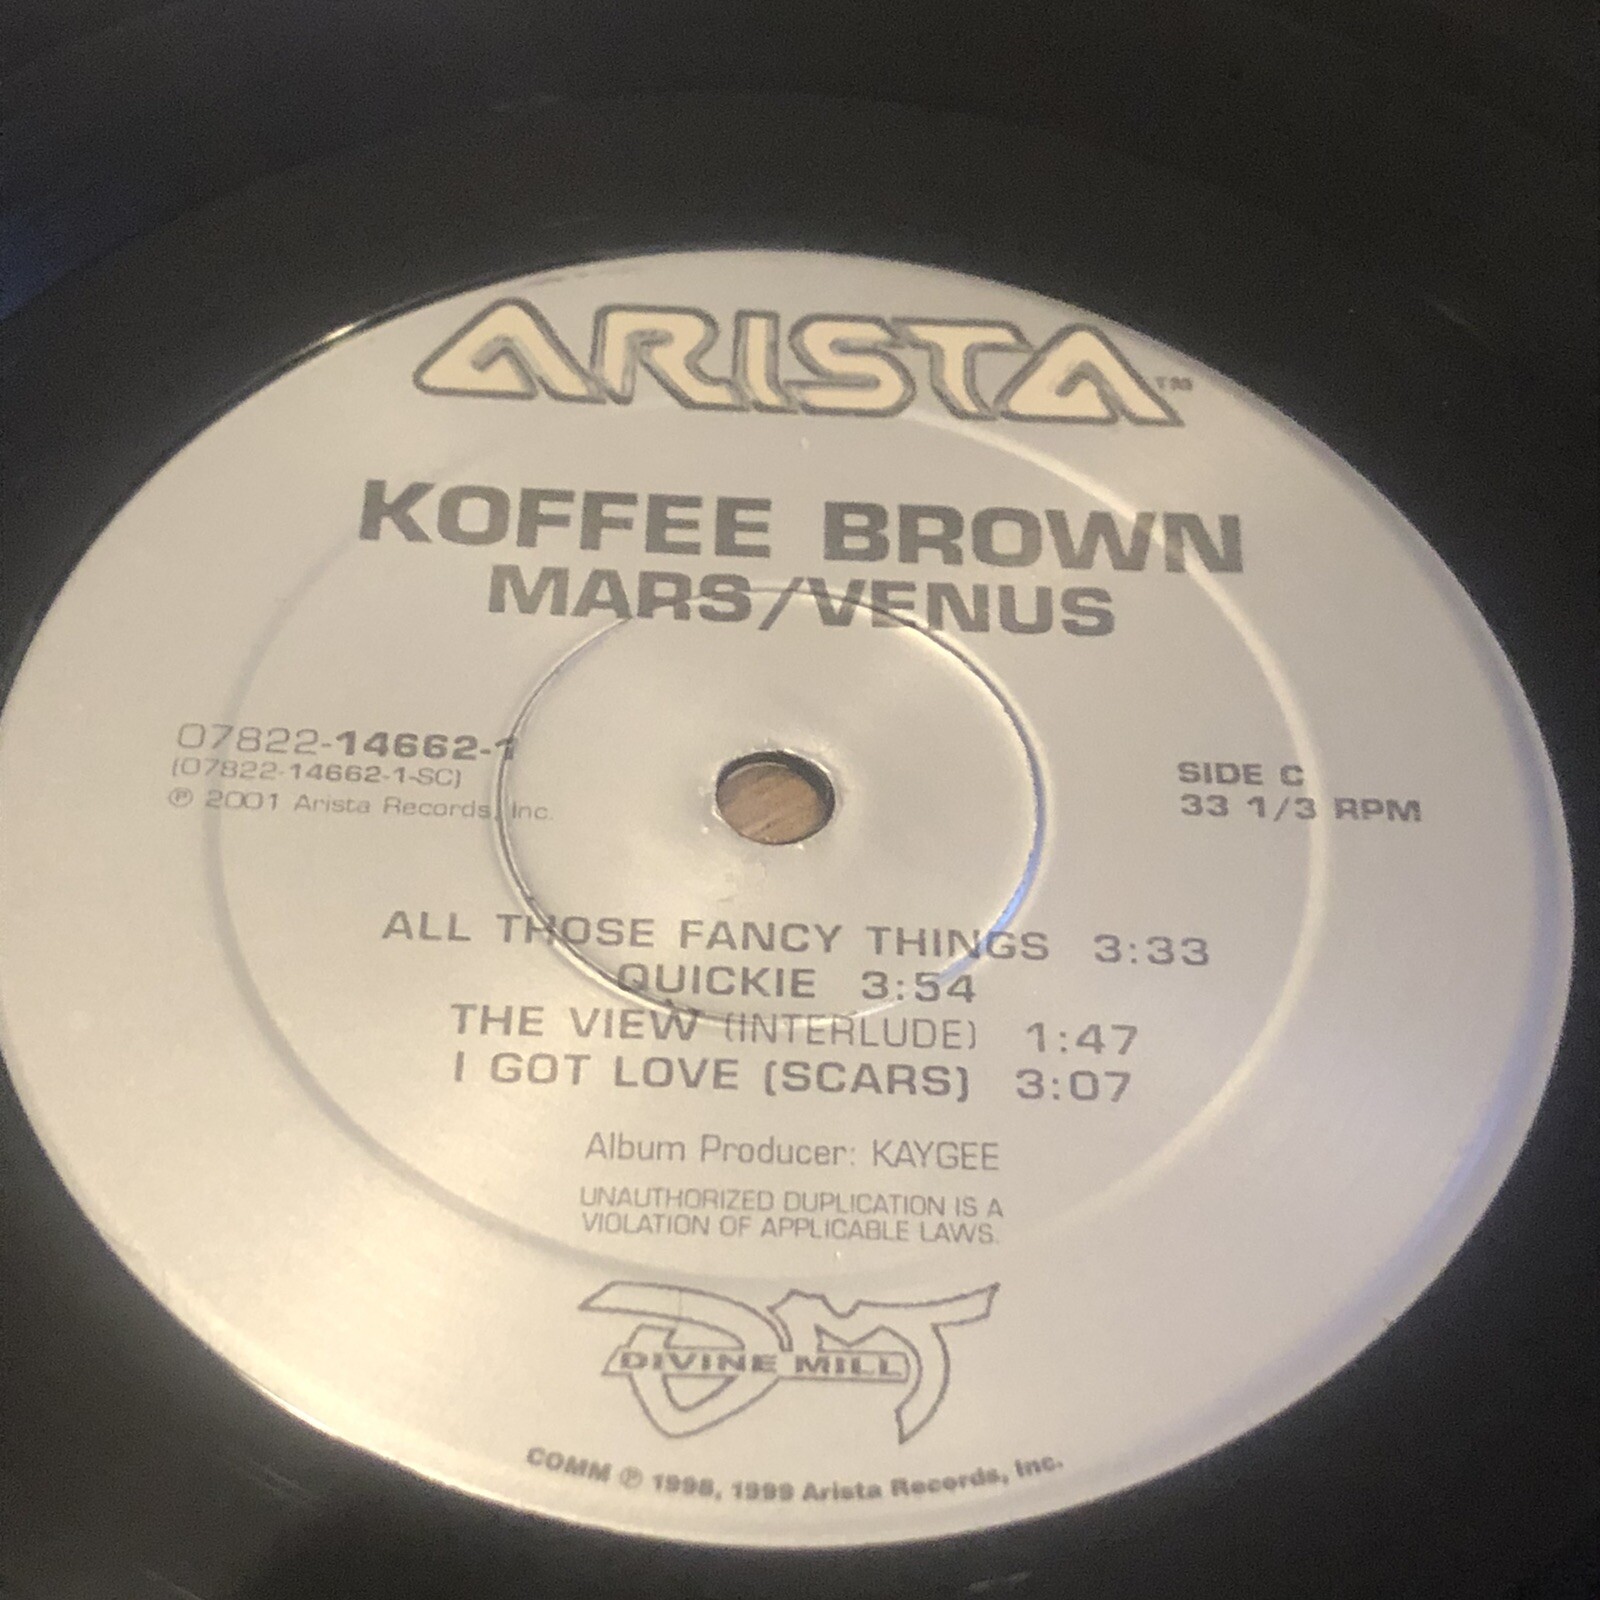 ARISTA™
KOFFEE BROWN
MARS/VENUS
07822-14662-1
(07822-14662-1-SC)
℗ 2001 Arista Records, Inc.
SIDE C
33 1/3 RPM
ALL THOSE FANCY THINGS 3:33
QUICKIE 3:54
THE VIEW (INTERLUDE) 1:47
I GOT LOVE (SCARS) 3:07
Album Producer: KAYGEE
UNAUTHORIZED DUPLICATION IS A
VIOLATION OF APPLICABLE LAWS.
DM
DIVINE MILL
COMM ℗ 1998, 1999 Arista Records, Inc.